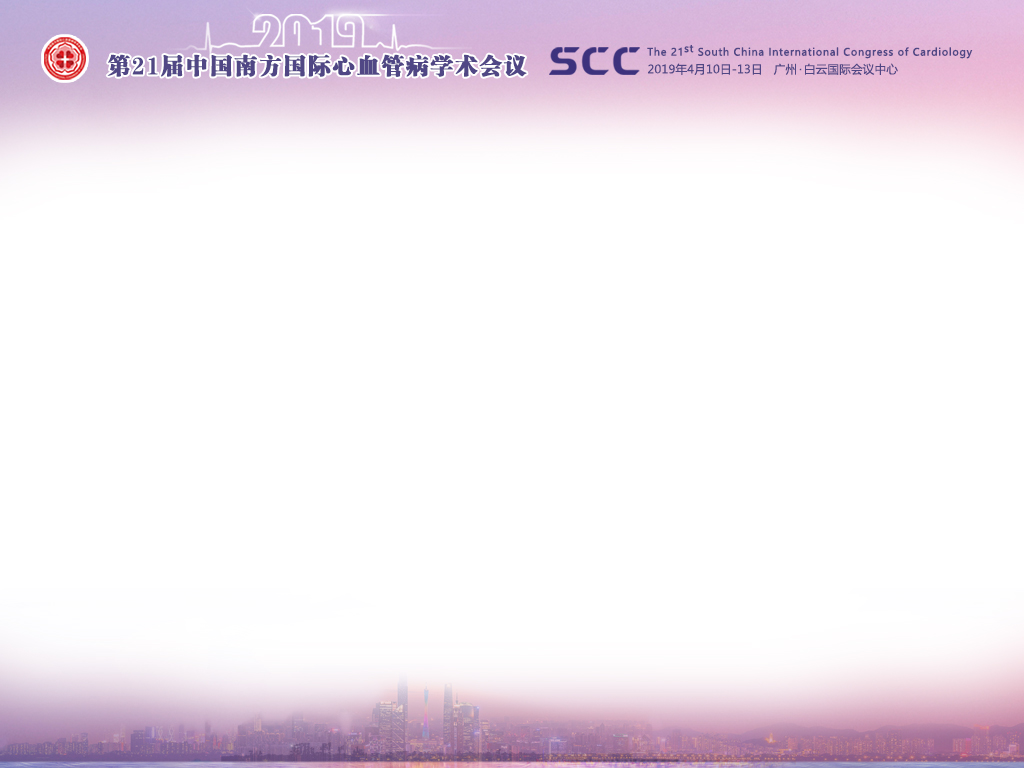 2019
第21届中国南方国际心血管病学术会议
SCC
The 21st South China International Congress of Cardiology
2019年4月10日-13日 广州·白云国际会议中心